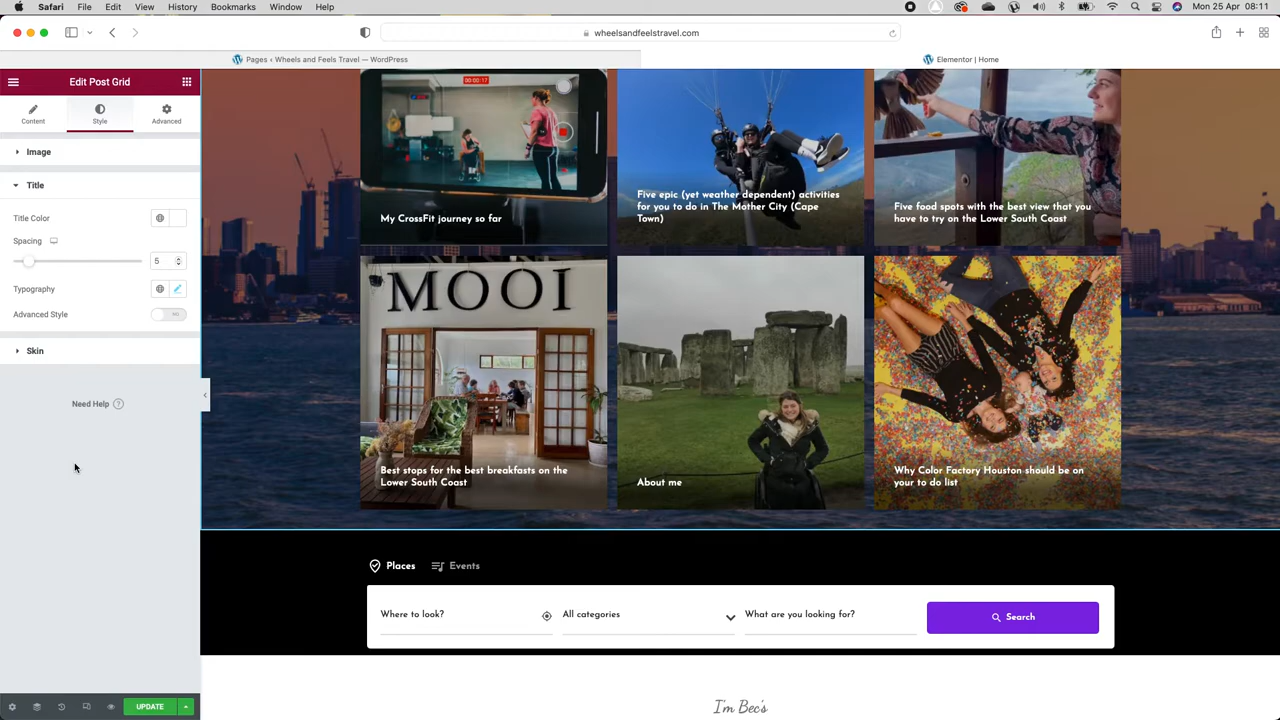 Safari File Edit View History Bookmarks Window Help
Mon 25 Apr 08:11
wheelsandfeelstravel.com
Pages ‹ Wheels and Feels Travel — WordPress
Elementor | Home
Edit Post Grid
Content
Style
Advanced
Image
Title
Title Color
Spacing
5
Typography
Advanced Style
NO
Skin
Need Help ?
UPDATE
00:00:17
My CrossFit journey so far
Five epic (yet weather dependent) activities
for you to do in The Mother City (Cape
Town)
Five food spots with the best view that you
have to try on the Lower South Coast
MOOI
Best stops for the best breakfasts on the
Lower South Coast
About me
Why Color Factory Houston should be on
your to do list
Places
Events
Where to look?
All categories
What are you looking for?
Search
I'm Bec's